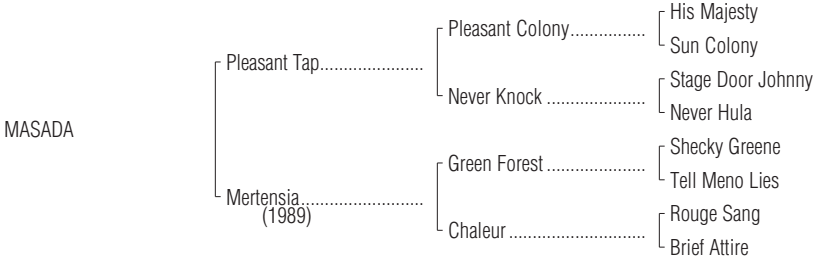 His Majesty
Pleasant Colony................
Sun Colony
Pleasant Tap......................
Stage Door Johnny
Never Knock .....................
Never Hula
MASADA
Shecky Greene
Green Forest .....................
Tell Meno Lies
Mertensia..........................
(1989)
Rouge Sang
Chaleur .............................
Brief Attire